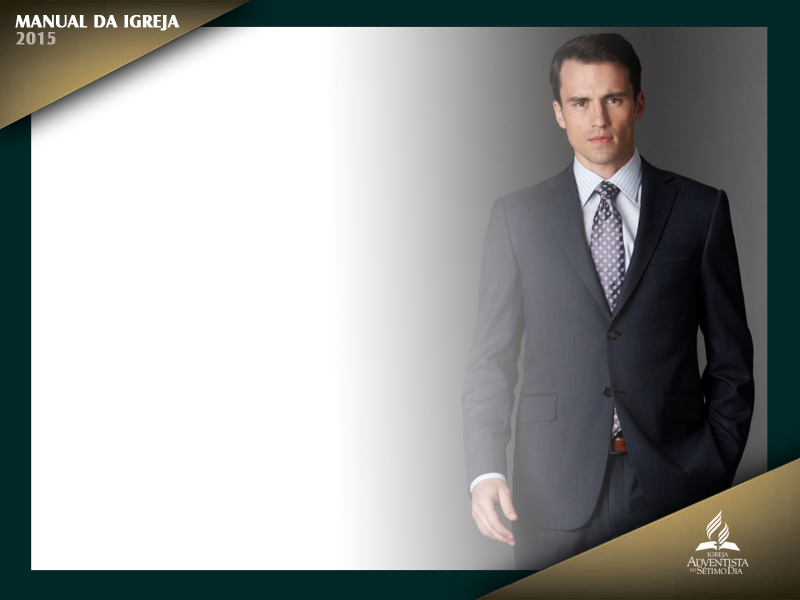 MANUAL DA IGREJA
2015
IGREJA
ADVENTISTA
DO SÉTIMO DIA